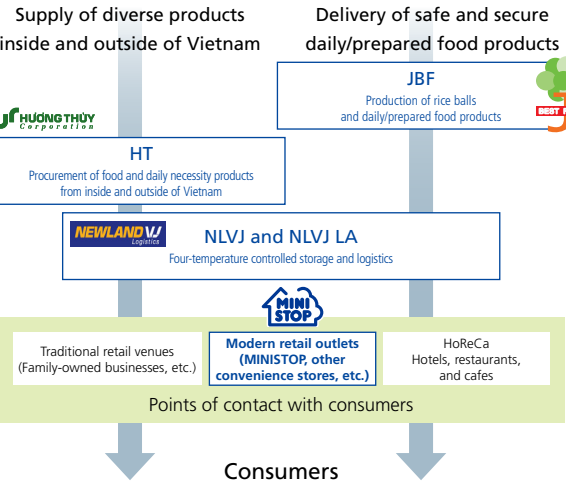 Supply of diverse products
inside and outside of Vietnam
Delivery of safe and secure
daily/prepared food products
JBF
Production of rice balls
and daily/prepared food products
BEST
HƯƠNG THỦY
Corporation
HT
Procurement of food and daily necessity products
from inside and outside of Vietnam
NEWLAND VJ
Logistics
NLVJ and NLVJ LA
Four-temperature controlled storage and logistics
MINI
STOP
Traditional retail venues
(Family-owned businesses, etc.)
Modern retail outlets
(MINISTOP, other
convenience stores, etc.)
HoReCa
Hotels, restaurants,
and cafes
Points of contact with consumers
Consumers